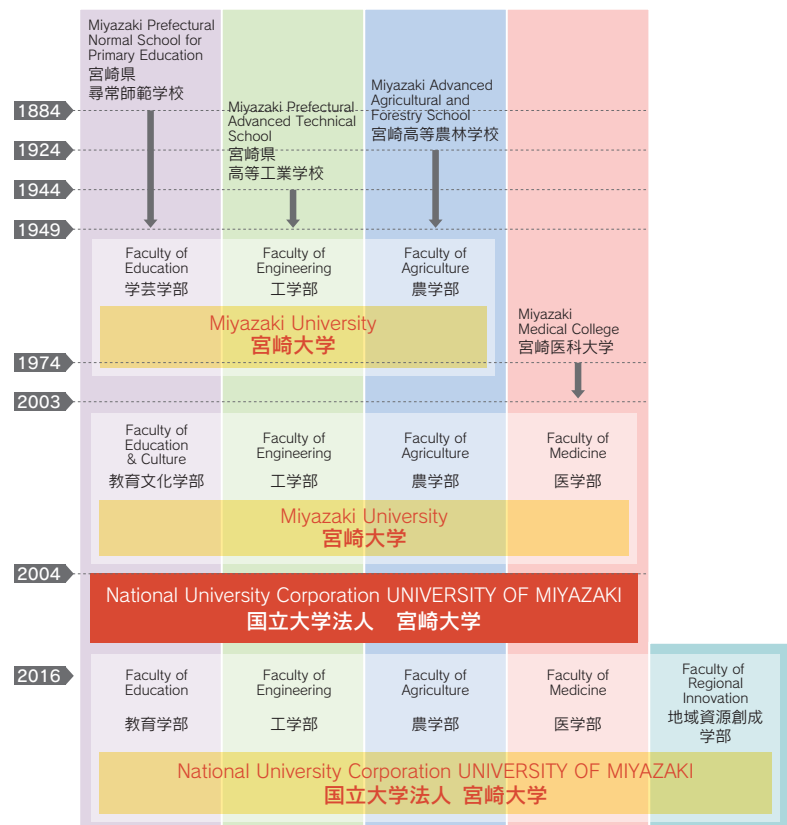 Miyazaki Prefectural
Normal School for
Primary Education
宮崎県
尋常師範学校
Miyazaki Prefectural
Advanced Technical
School
宮崎県
高等工業学校
Miyazaki Advanced
Agricultural and
Forestry School
宮崎高等農林学校
1884
1924
1944
1949
Faculty of
Education
学芸学部
Faculty of
Engineering
工学部
Faculty of
Agriculture
農学部
Miyazaki University
宮崎大学
Miyazaki
Medical College
宮崎医科大学
1974
2003
Faculty of
Education
& Culture
教育文化学部
Faculty of
Engineering
工学部
Faculty of
Agriculture
農学部
Faculty of
Medicine
医学部
Miyazaki University
宮崎大学
2004
National University Corporation UNIVERSITY OF MIYAZAKI
国立大学法人 宮崎大学
2016
Faculty of
Education
教育学部
Faculty of
Engineering
工学部
Faculty of
Agriculture
農学部
Faculty of
Medicine
医学部
Faculty of
Regional
Innovation
地域資源創成
学部
National University Corporation UNIVERSITY OF MIYAZAKI
国立大学法人 宮崎大学